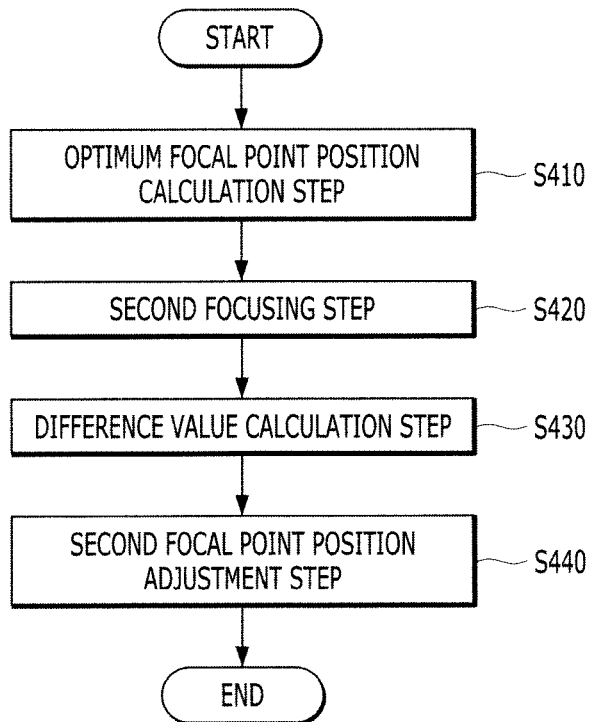 START
OPTIMUM FOCAL POINT POSITION
CALCULATION STEP
S410
SECOND FOCUSING STEP
S420
DIFFERENCE VALUE CALCULATION STEP
S430
SECOND FOCAL POINT POSITION
ADJUSTMENT STEP
S440
END